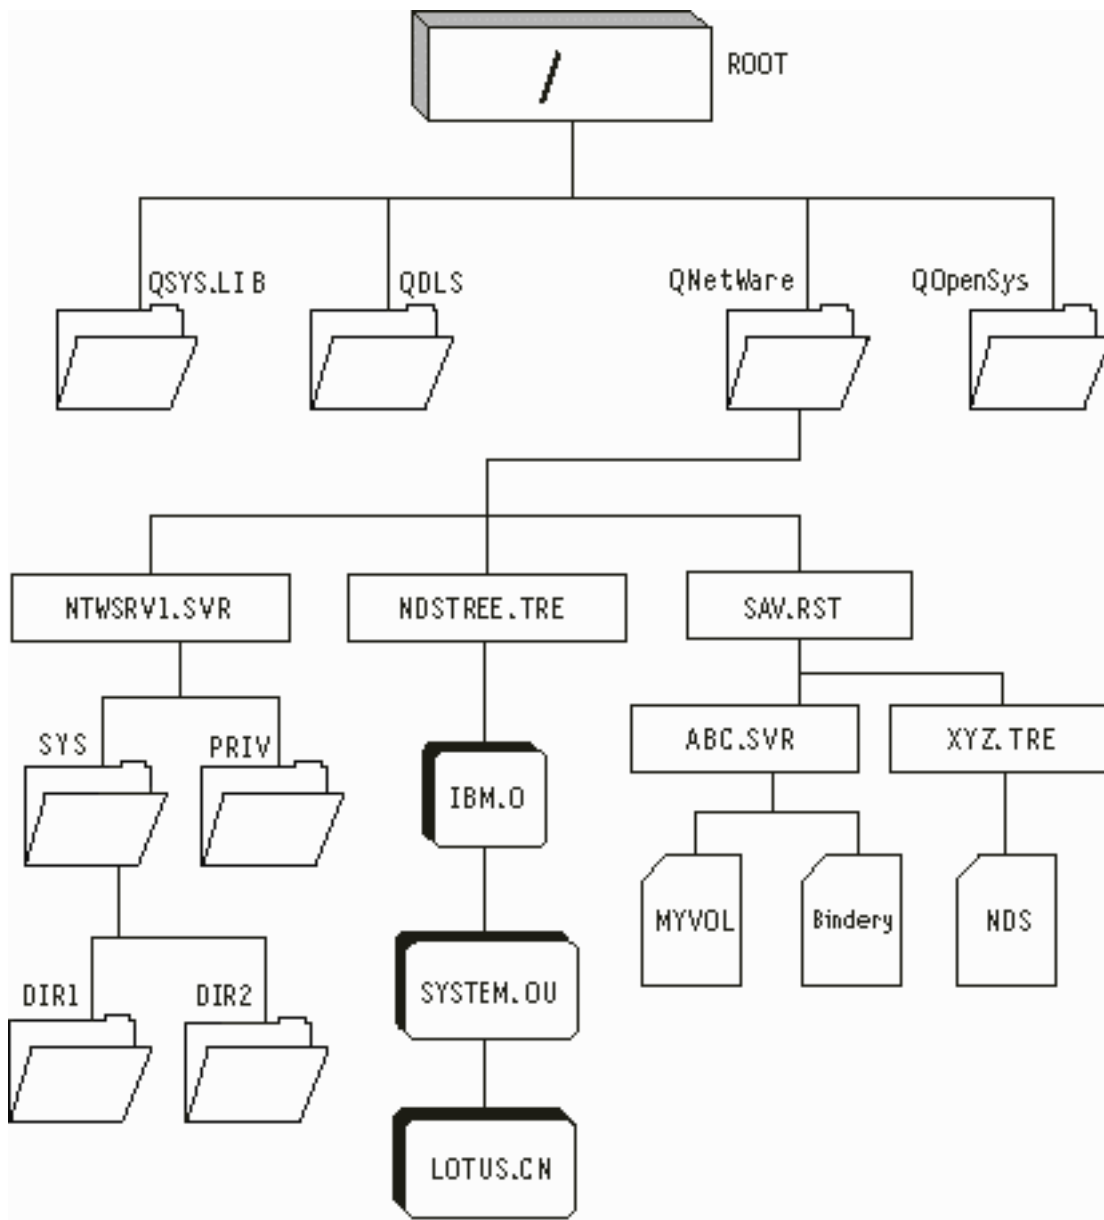 /
ROOT
QSYS.LIB
QDLS
QNetWare
QOpenSys
NTWSRV1.SVR
NDSTREE.TRE
SAV.RST
SYS
PRIV
IBM.O
ABC.SVR
XYZ.TRE
MYVOL
Bindery
NDS
DIR1
DIR2
SYSTEM.OU
LOTUS.CN